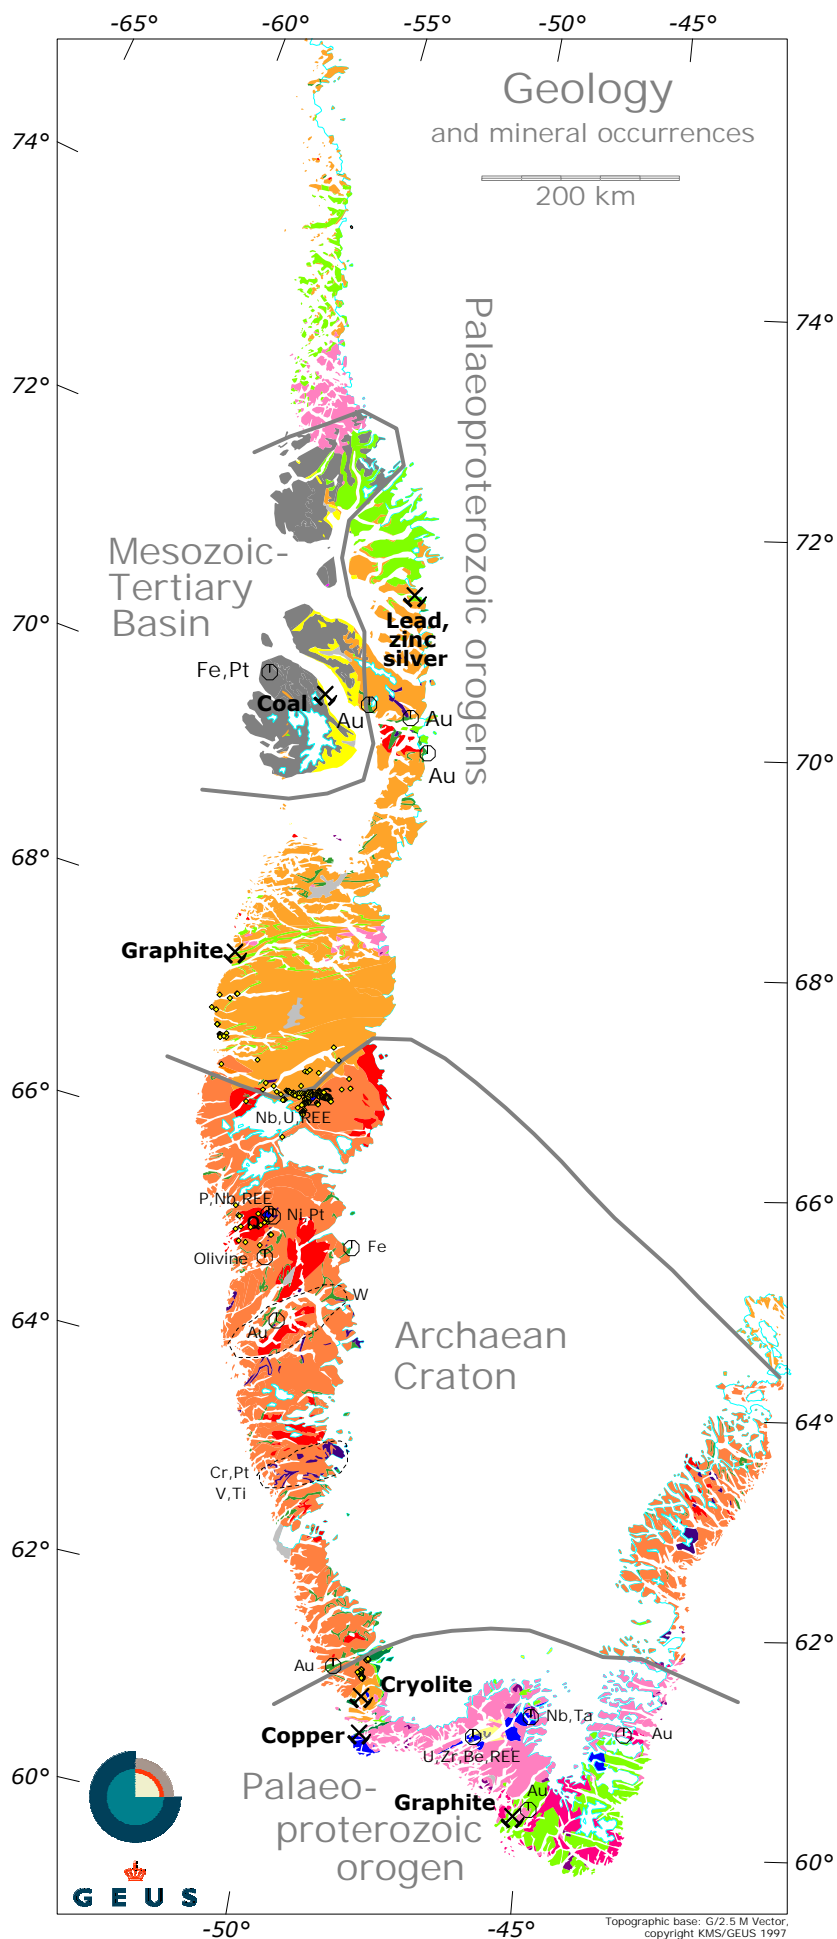 -65°
-60°
-55°
-50°
-45°
Geology
and mineral occurrences
200 km
74°
74°
72°
72°
Palaeoproterozoic orogens
Mesozoic-
Tertiary
Basin
70°
Lead,
zinc
silver
Fe,Pt
Coal
Au
Au
Au
70°
68°
Graphite
68°
66°
Nb,U,REE
66°
P,Nb,REE
Ni,Pt
Fe
Olivine
W
64°
Au
Archaean
Craton
64°
Cr,Pt
V,Ti
62°
62°
Au
Cryolite
Copper
Nb,Ta
Au
U,Zr,Be,REE
60°
Au
Graphite
Palaeo-
proterozoic
orogen
60°
GEUS
-50°
-45°
Topographic base: G/2.5 M Vector,
copyright KMS/GEUS 1997